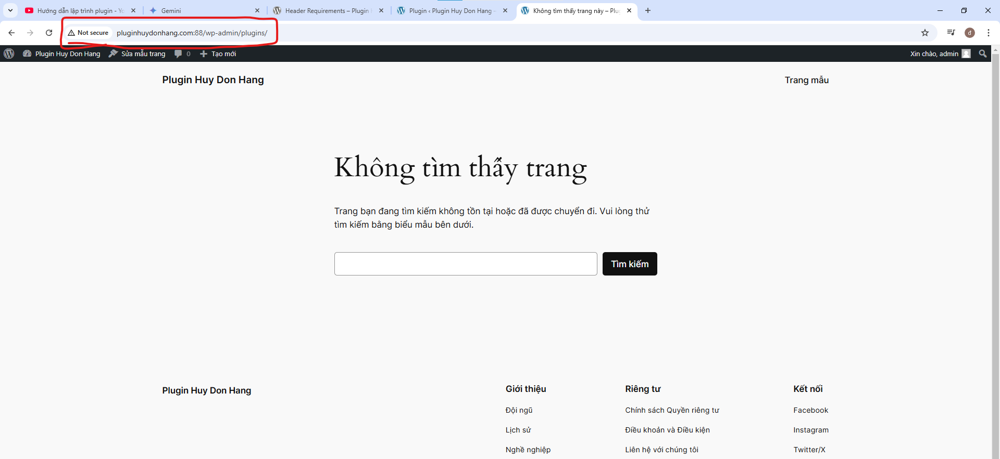 Hướng dẫn lập trình plugin - Yo
Gemini
Header Requirements – Plugin
Plugin ‹ Plugin Huy Don Hang –
Không tìm thấy trang này – Plu
Not secure
pluginhuydonhang.com:88/wp-admin/plugins/
đ
Plugin Huy Don Hang
Sửa mẫu trang
0
Tạo mới
Xin chào, admin
Plugin Huy Don Hang
Trang mẫu
Không tìm thấy trang
Trang bạn đang tìm kiếm không tồn tại hoặc đã được chuyển đi. Vui lòng thử
tìm kiếm bằng biểu mẫu bên dưới.
Tìm kiếm
Plugin Huy Don Hang
Giới thiệu
Đội ngũ
Lịch sử
Nghề nghiệp
Riêng tư
Chính sách Quyền riêng tư
Điều khoản và Điều kiện
Liên hệ với chúng tôi
Kết nối
Facebook
Instagram
Twitter/X